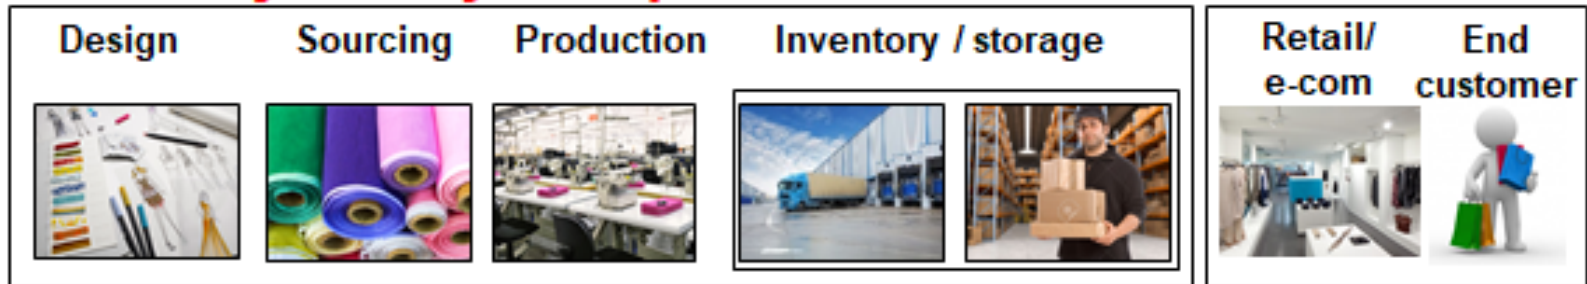 Design
Sourcing
Production
Inventory / storage
Retail/
e-com
End
customer